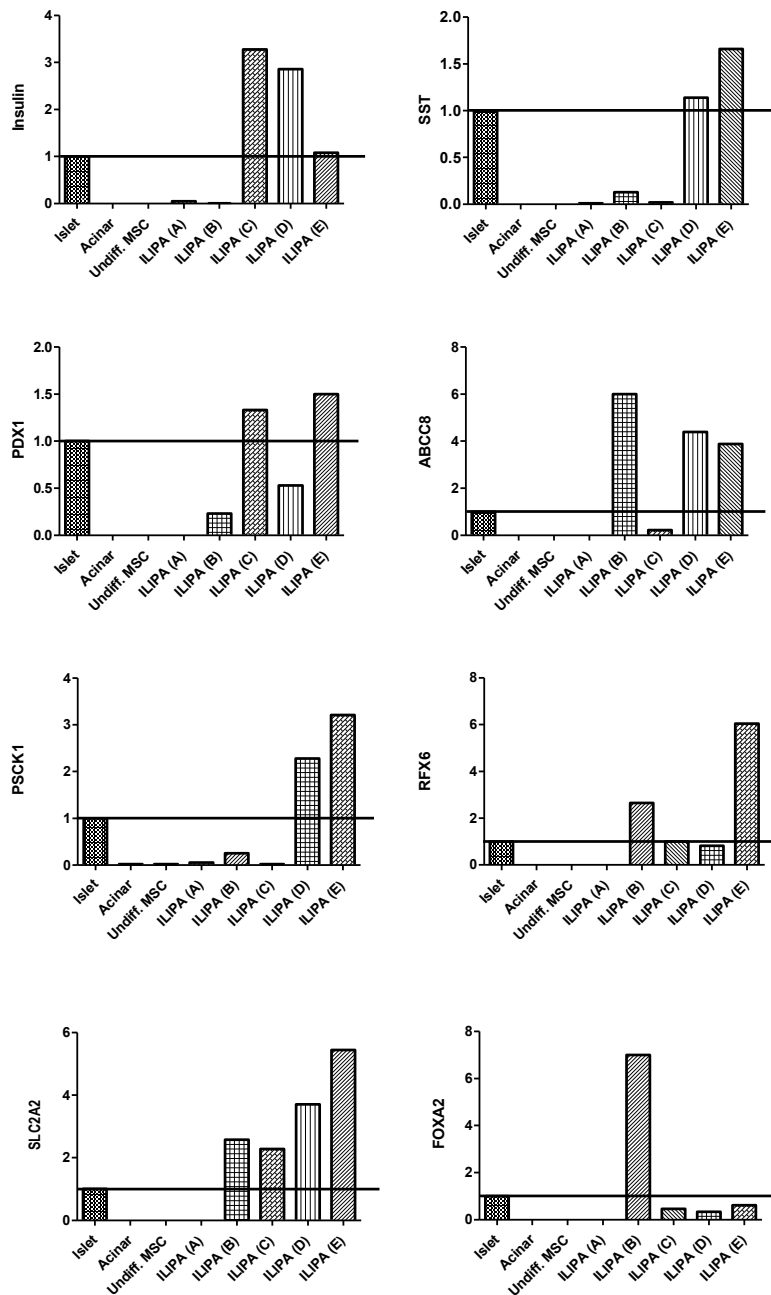 Insulin
4
3
2
1
0
Islet
Acinar
Undiff. MSC
ILIPA (A)
ILIPA (B)
ILIPA (C)
ILIPA (D)
ILIPA (E)
SST
2.0
1.5
1.0
0.5
0.0
Islet
Acinar
Undiff. MSC
ILIPA (A)
ILIPA (B)
ILIPA (C)
ILIPA (D)
ILIPA (E)
PDX1
2.0
1.5
1.0
0.5
0.0
Islet
Acinar
Undiff. MSC
ILIPA (A)
ILIPA (B)
ILIPA (C)
ILIPA (D)
ILIPA (E)
ABCC8
8
6
4
2
0
Islet
Acinar
Undiff. MSC
ILIPA (A)
ILIPA (B)
ILIPA (C)
ILIPA (D)
ILIPA (E)
PSCK1
4
3
2
1
0
Islet
Acinar
Undiff. MSC
ILIPA (A)
ILIPA (B)
ILIPA (C)
ILIPA (D)
ILIPA (E)
RFX6
8
6
4
2
0
Islet
Acinar
Undiff. MSC
ILIPA (A)
ILIPA (B)
ILIPA (C)
ILIPA (D)
ILIPA (E)
SLC2A2
6
4
2
0
Islet
Acinar
Undiff. MSC
ILIPA (A)
ILIPA (B)
ILIPA (C)
ILIPA (D)
ILIPA (E)
FOXA2
8
6
4
2
0
Islet
Acinar
Undiff. MSC
ILIPA (A)
ILIPA (B)
ILIPA (C)
ILIPA (D)
ILIPA (E)